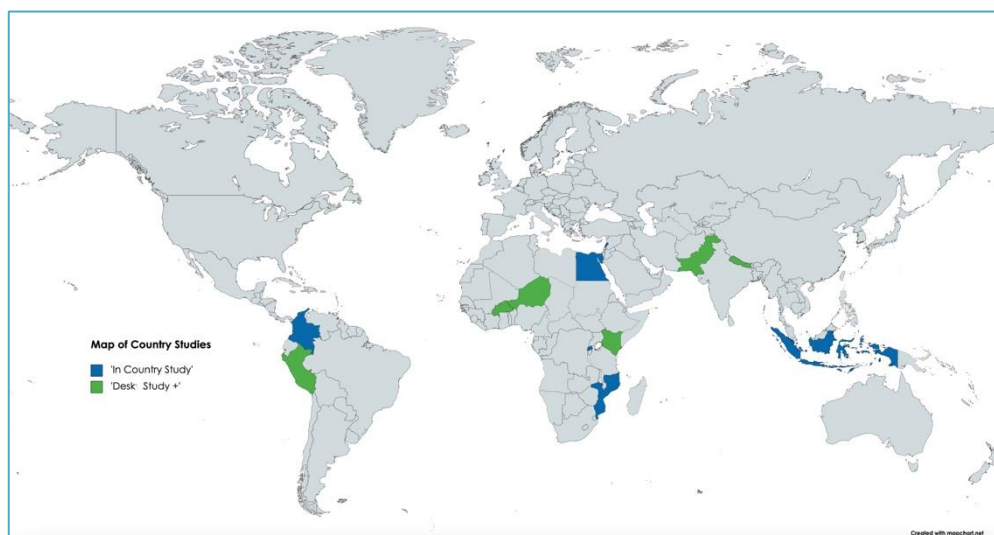 Map of Country Studies
'In Country Study'
'Desk Study +'
Created with mapchart.net